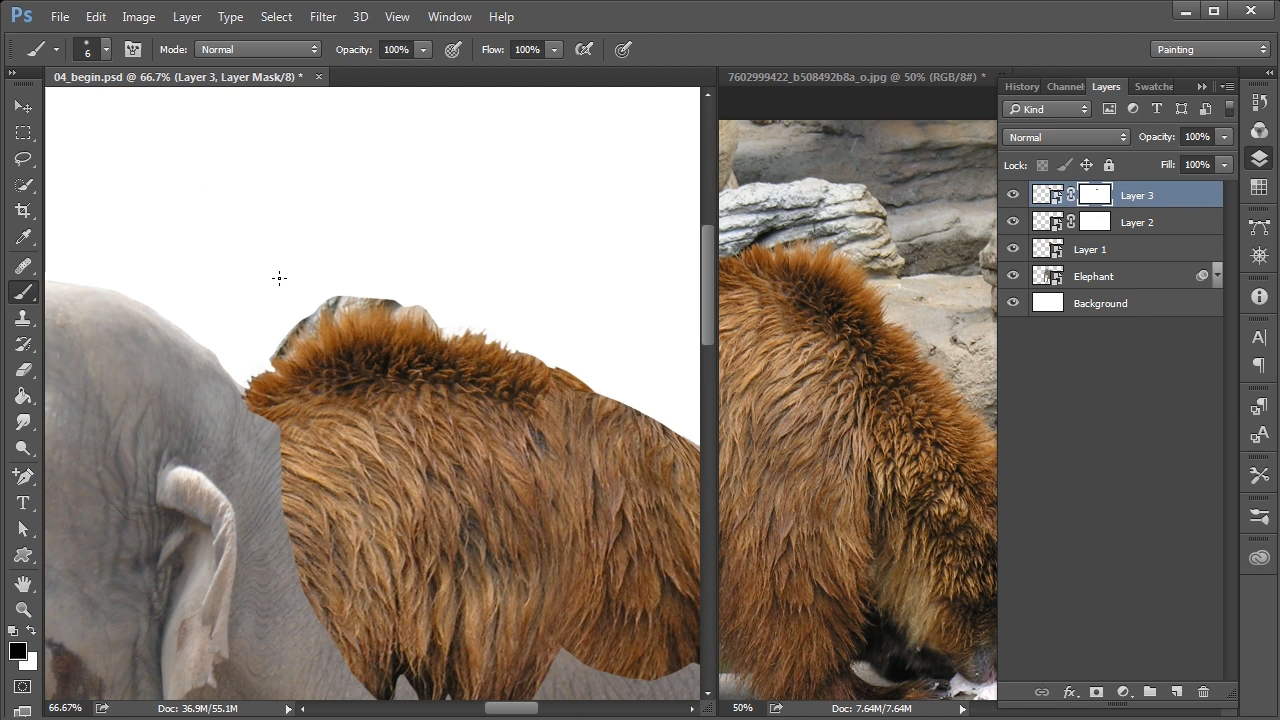 Ps File Edit Image Layer Type Select Filter 3D View Window Help
6 Mode: Normal Opacity: 100% Flow: 100% Painting
04_begin.psd @ 66.7% (Layer 3, Layer Mask/8) * × 7602999422_b508492b8a_o.jpg @ 50% (RGB/8#) *
History Channel Layers Swatche
Kind T
Normal Opacity: 100%
Lock: Fill: 100%
Layer 3
Layer 2
Layer 1
Elephant
Background
66.67% Doc: 36.9M/55.1M 50% Doc: 7.64M/7.64M fx